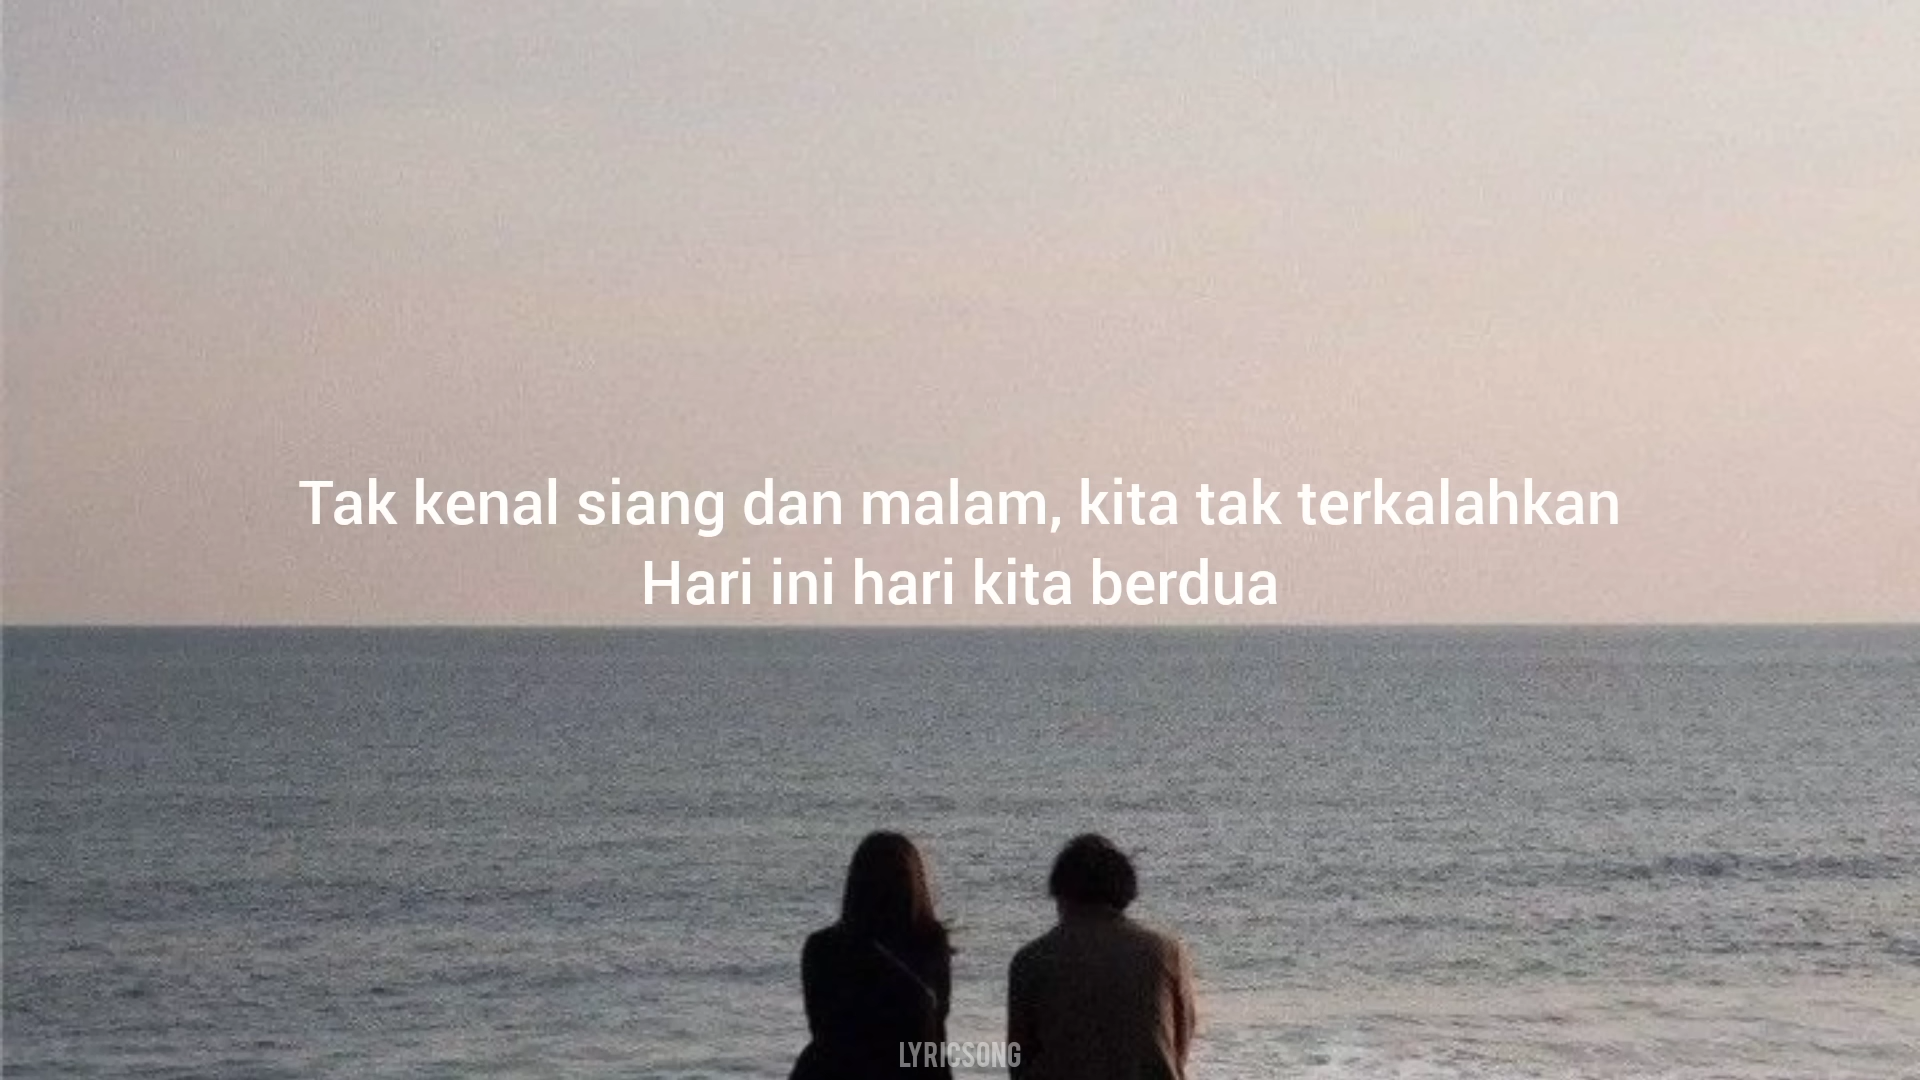 Tak kenal siang dan malam, kita tak terkalahkan
Hari ini hari kita berdua
LYRICSONG